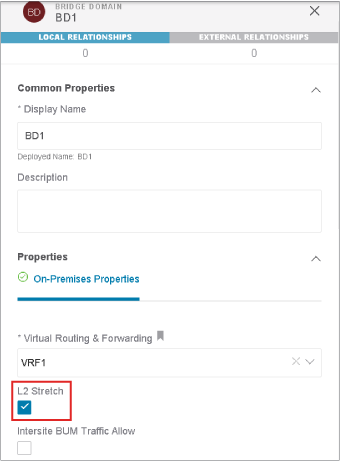 BD
BRIDGE DOMAIN
BD1
LOCAL RELATIONSHIPS
EXTERNAL RELATIONSHIPS
0
0
Common Properties
* Display Name
BD1
Deployed Name: BD1
Description
Properties
On-Premises Properties
* Virtual Routing & Forwarding
VRF1
L2 Stretch
Intersite BUM Traffic Allow